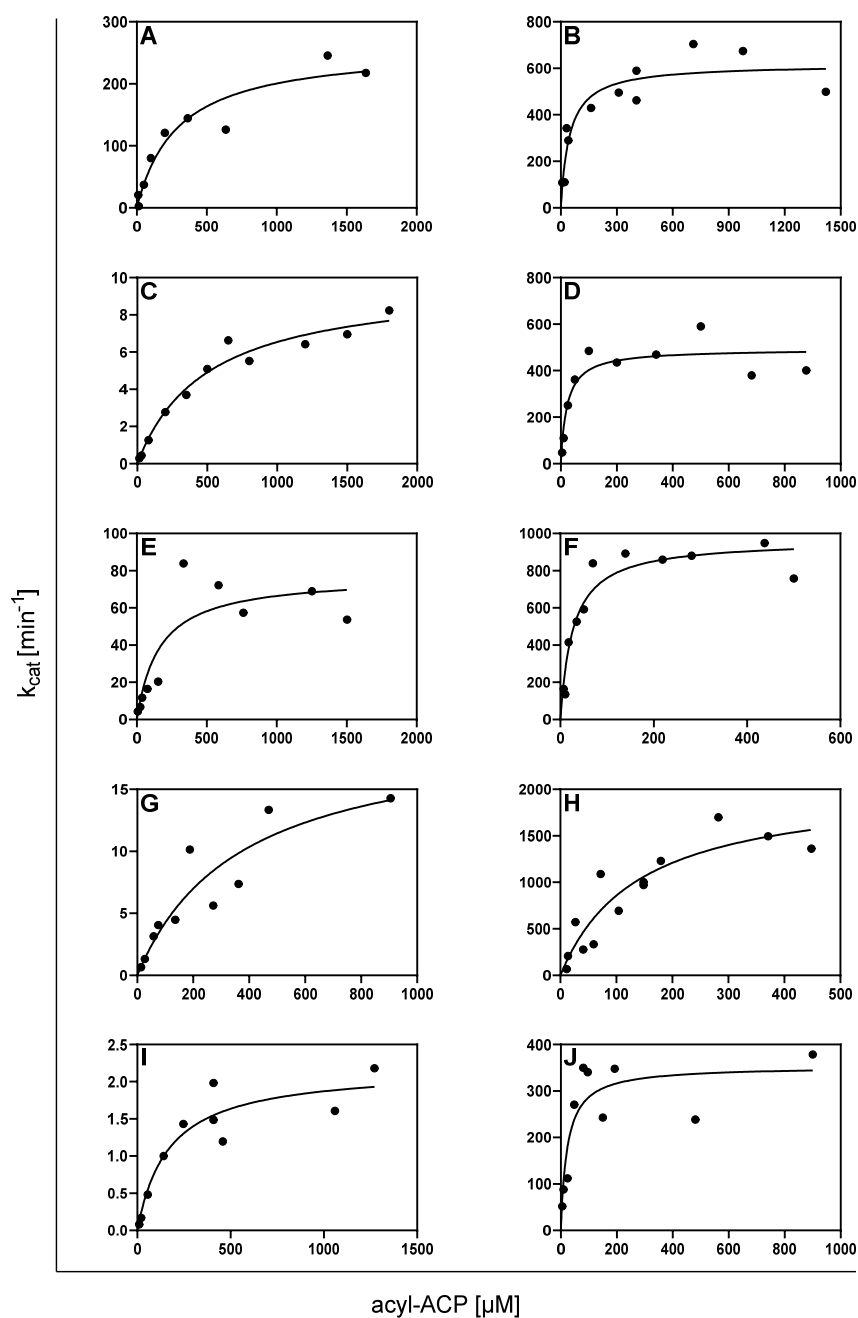 A
300
200
100
0
0 500 1000 1500 2000
B
800
600
400
200
0
0 300 600 900 1200 1500
C
10
8
6
4
2
0
0 500 1000 1500 2000
D
800
600
400
200
0
0 200 400 600 800 1000
E
100
80
60
40
20
0
0 500 1000 1500 2000
F
1000
800
600
400
200
0
0 200 400 600
G
15
10
5
0
0 200 400 600 800 1000
H
2000
1500
1000
500
0
0 100 200 300 400 500
I
2.5
2.0
1.5
1.0
0.5
0.0
0 500 1000 1500
J
400
300
200
100
0
0 200 400 600 800 1000
kcat [min⁻¹]
acyl-ACP [µM]